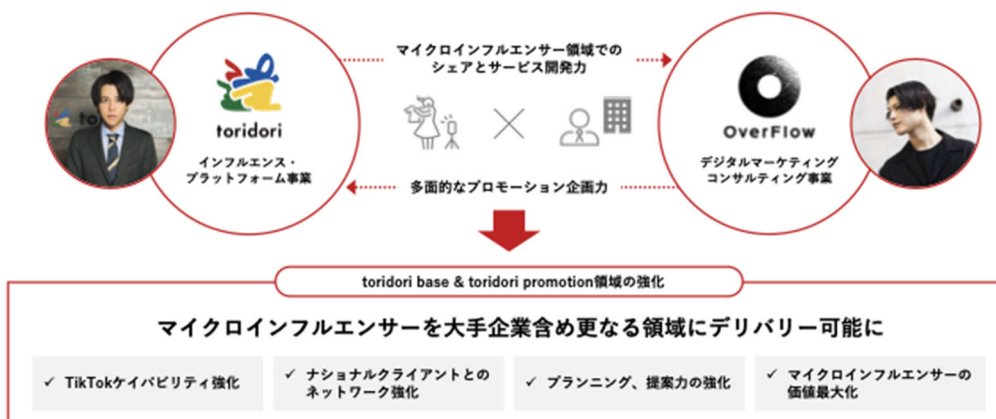 マイクロインフルエンサー領域での
シェアとサービス開発力
to
toridori
OverFlow
インフルエンス・
プラットフォーム事業
デジタルマーケティング
コンサルティング事業
多面的なプロモーション企画力
toridori base & toridori promotion領域の強化
マイクロインフルエンサーを大手企業含め更なる領域にデリバリー可能に
✓ TikTokケイパビリティ強化
✓ ナショナルクライアントとの
ネットワーク強化
✓ プランニング、提案力の強化
✓ マイクロインフルエンサーの
価値最大化